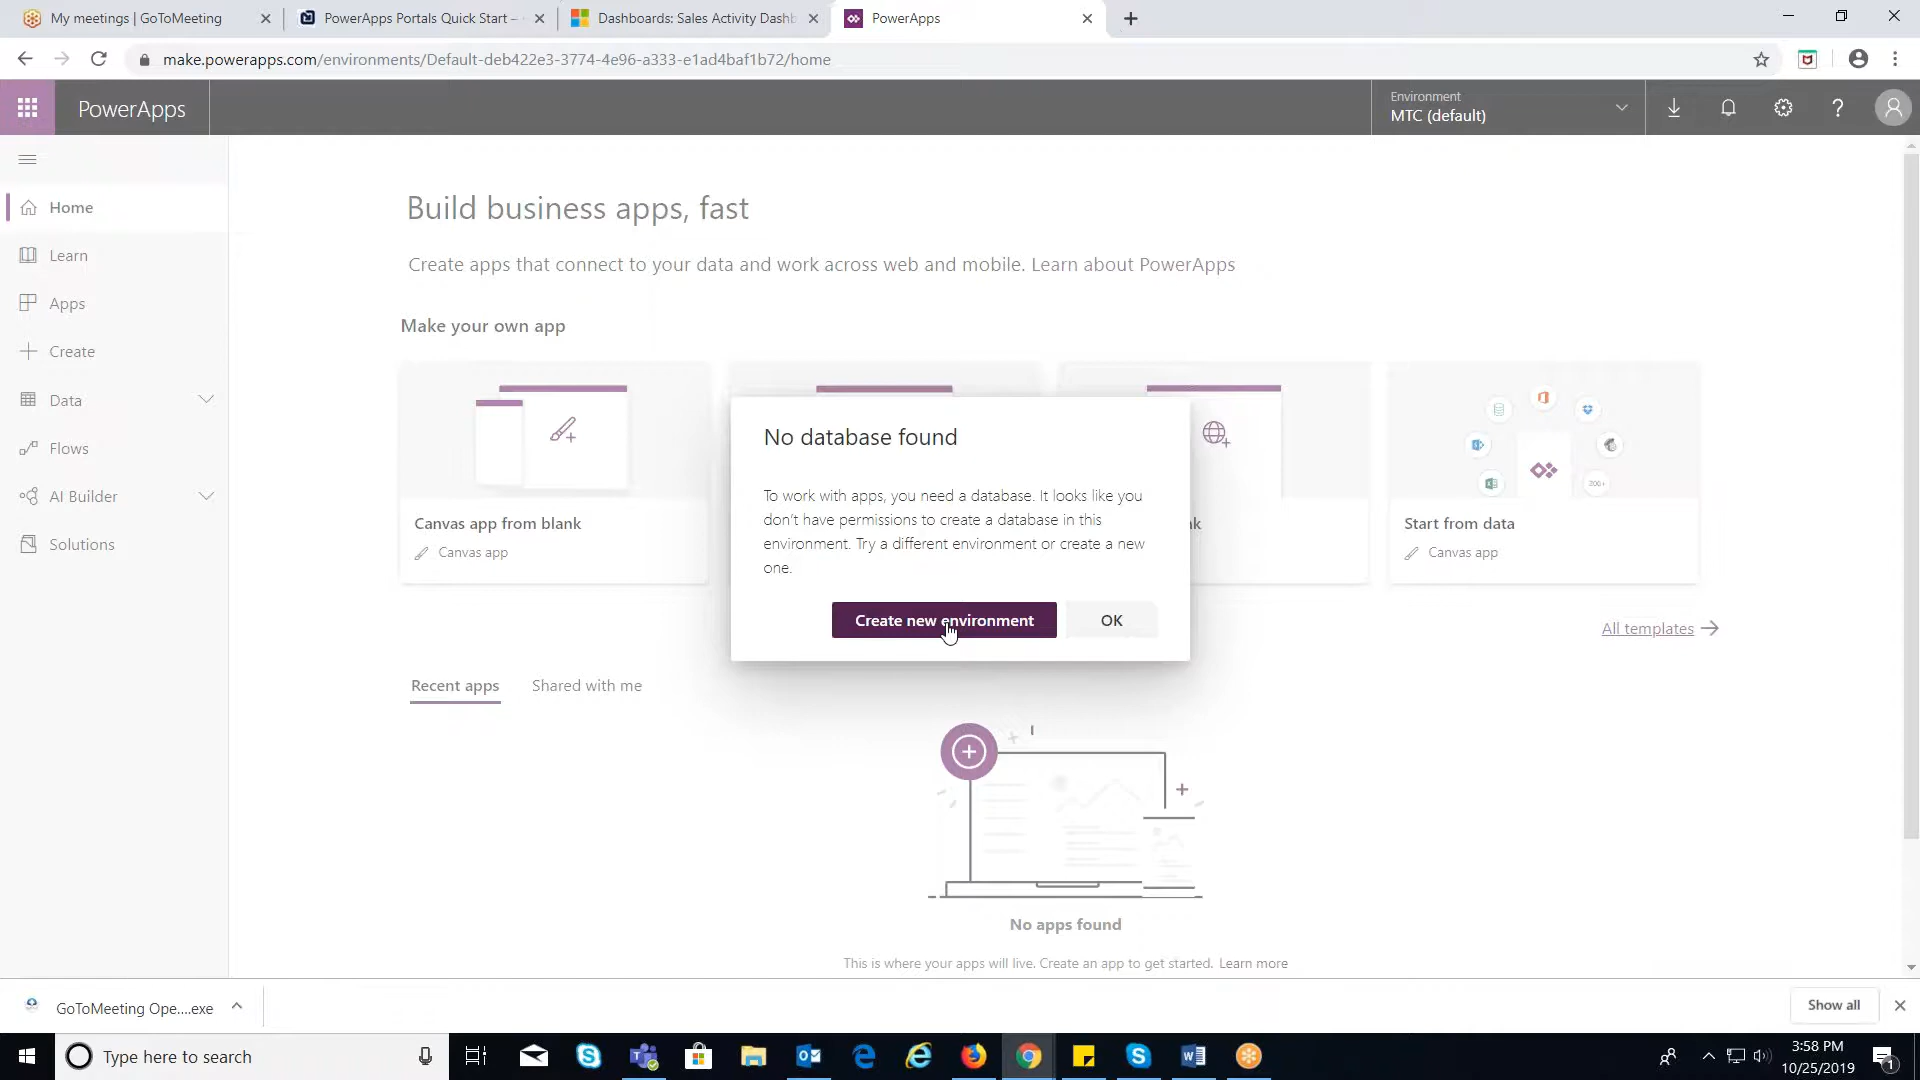 My meetings | GoToMeeting
PowerApps Portals Quick Start –
Dashboards: Sales Activity Dashb
PowerApps
make.powerapps.com/environments/Default-deb422e3-3774-4e96-a333-e1ad4baf1b72/home
PowerApps
Environment
MTC (default)
Home
Learn
Apps
Create
Data
Flows
AI Builder
Solutions
Build business apps, fast
Create apps that connect to your data and work across web and mobile. Learn about PowerApps
Make your own app
Canvas app from blank
Canvas app
nk
200+
Start from data
Canvas app
No database found
To work with apps, you need a database. It looks like you
don't have permissions to create a database in this
environment. Try a different environment or create a new
one.
Create new environment
OK
All templates
Recent apps
Shared with me
No apps found
This is where your apps will live. Create an app to get started. Learn more
GoToMeeting Ope....exe
Show all
Type here to search
3:58 PM
10/25/2019
1